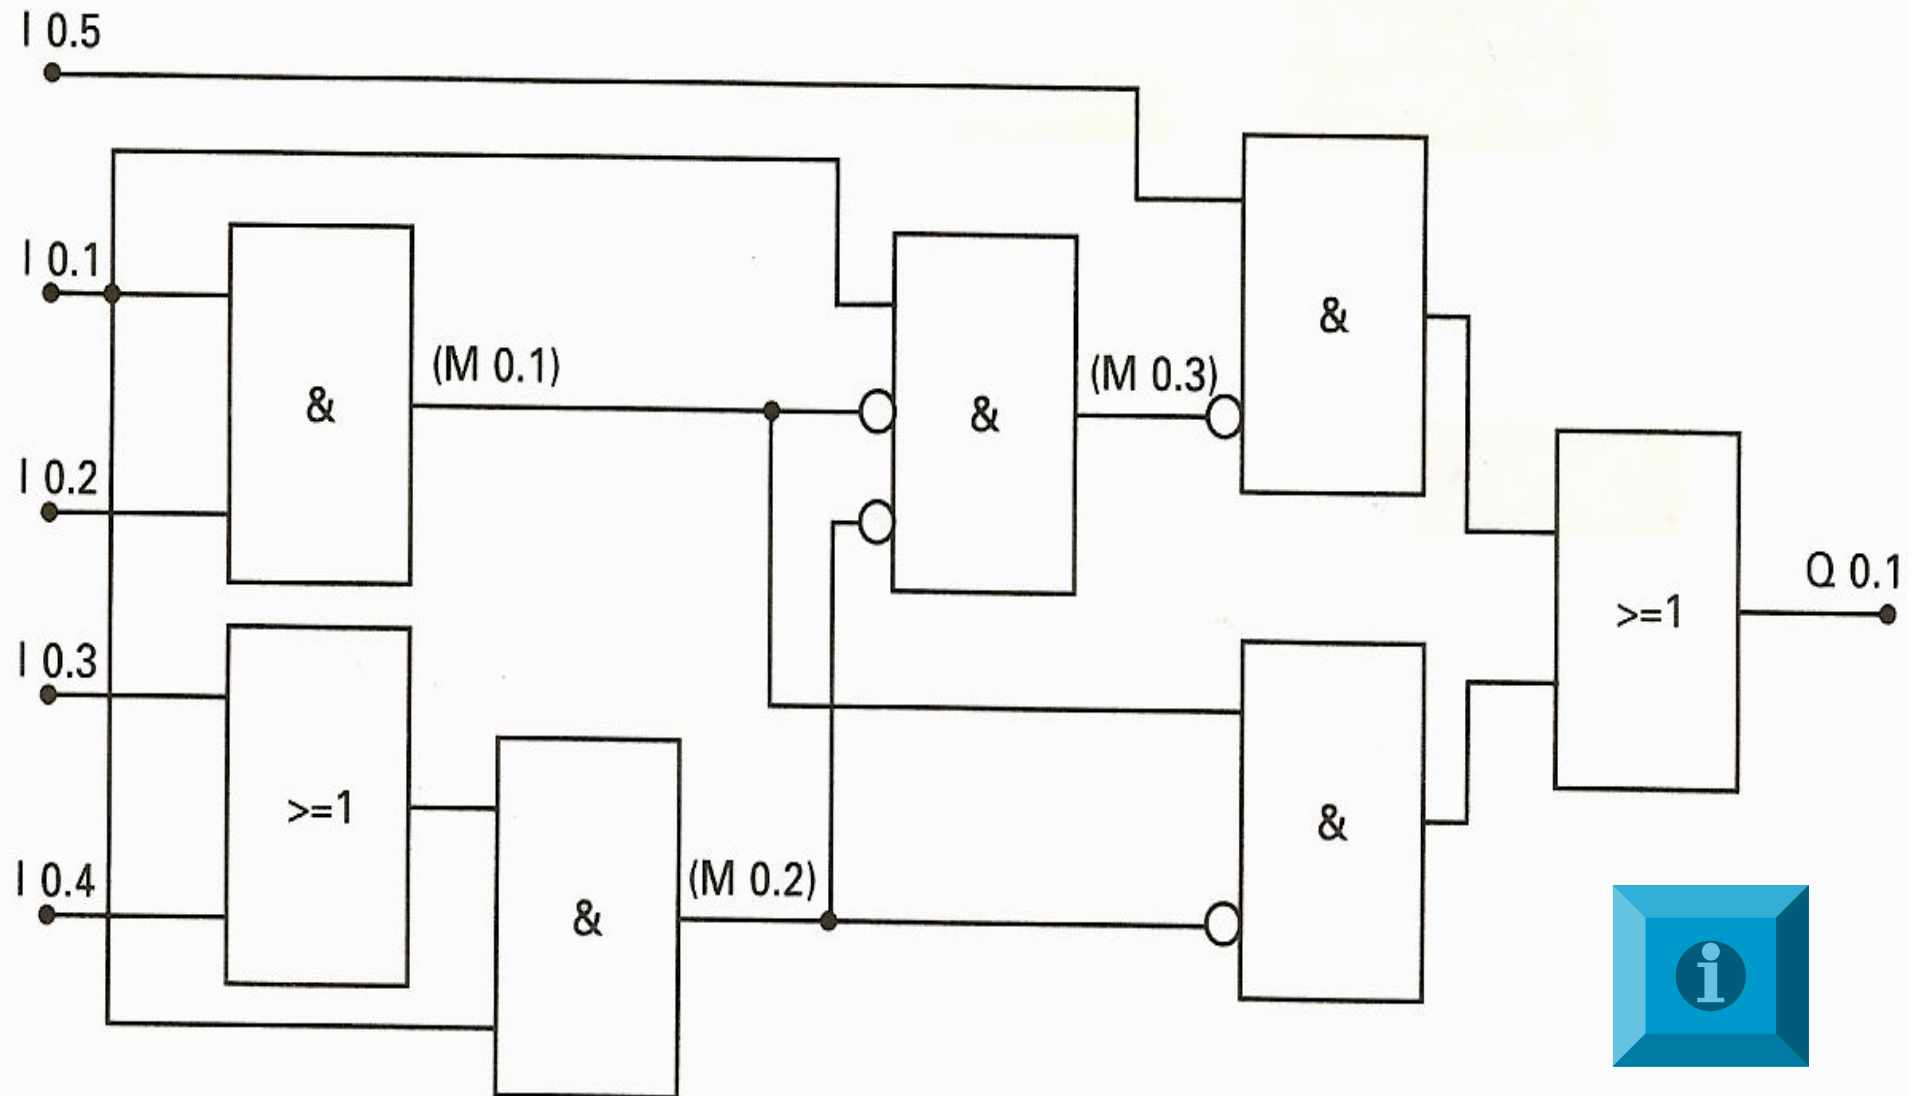 I 0.5
I 0.1
&
(M 0.1)
&
(M 0.3)
&
I 0.2
>=1
Q 0.1
I 0.3
>=1
&
I 0.4
&
(M 0.2)
i